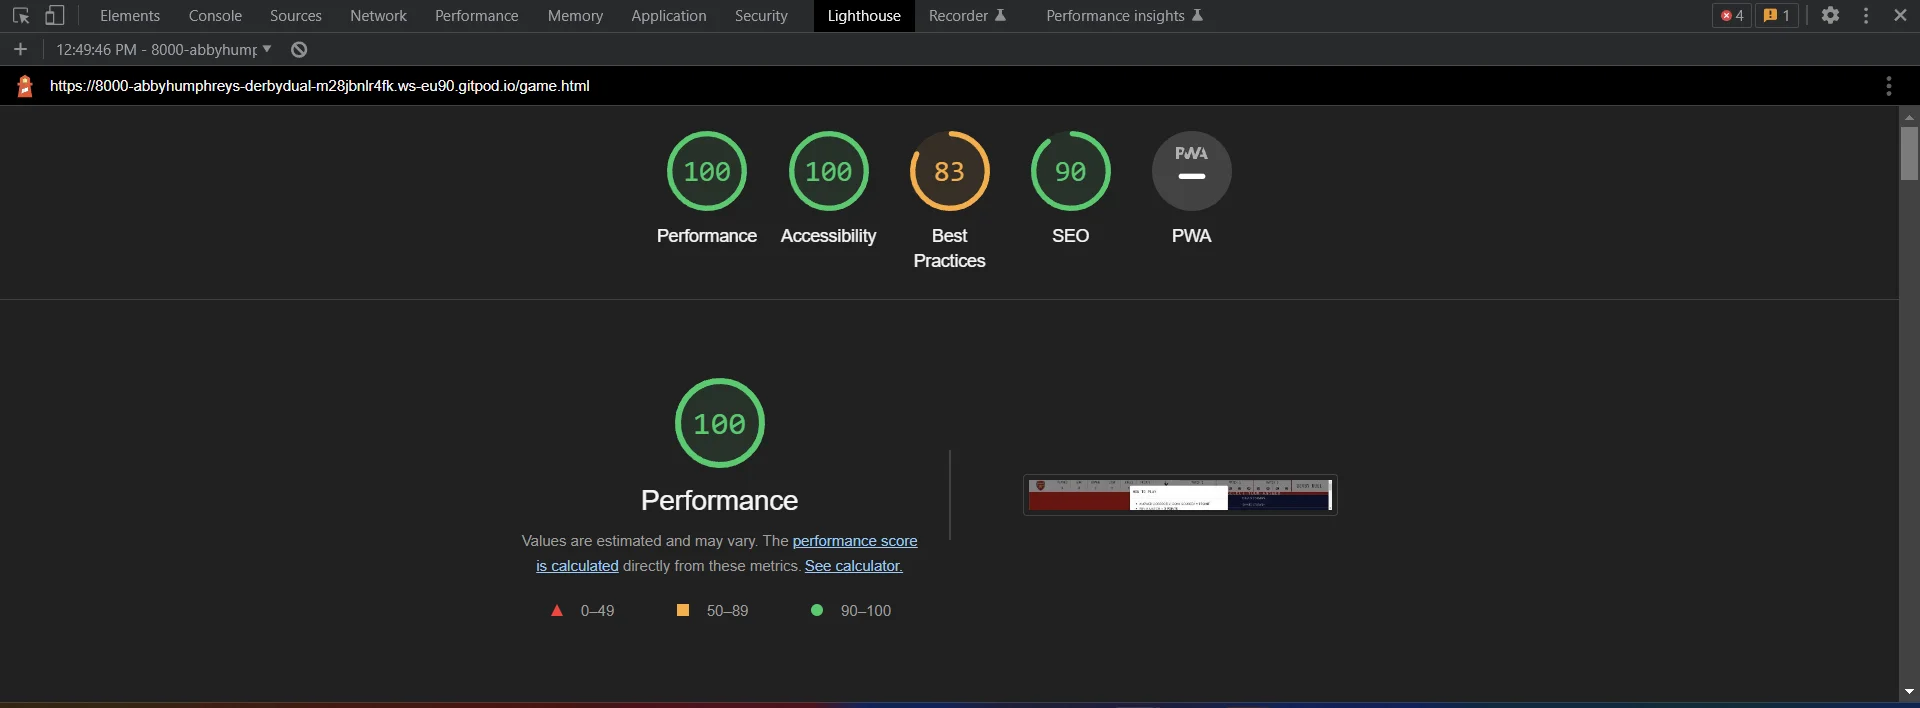 Elements Console Sources Network Performance Memory Application Security Lighthouse Recorder Performance insights 4 1
12:49:46 PM - 8000-abbyhump
https://8000-abbyhumphreys-derbydual-m28jbnlr4fk.ws-eu90.gitpod.io/game.html
100 100 83 90 PWA
Performance Accessibility Best Practices SEO PWA
100
Performance
Values are estimated and may vary. The performance score
is calculated directly from these metrics. See calculator.
0–49 50–89 90–100
HOW TO PLAY